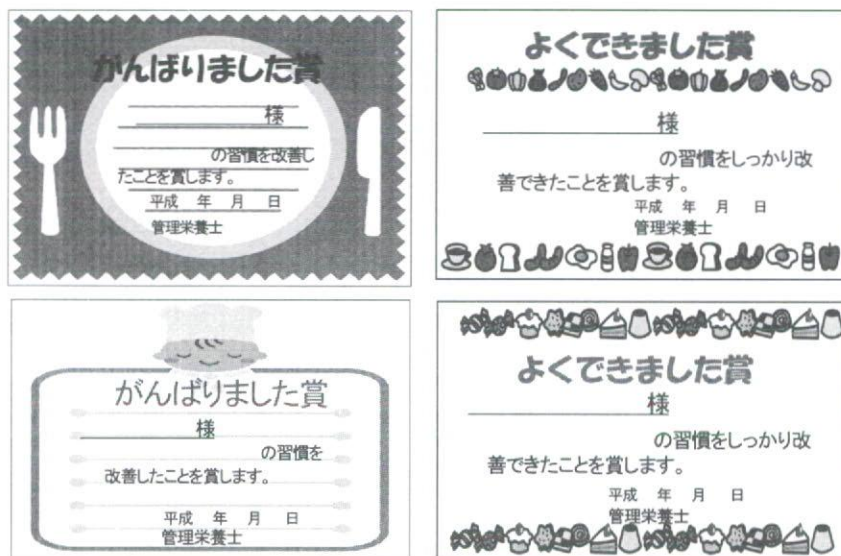 がんばりました賞
様
の習慣を改善し
たことを賞します。
平成 年 月 日
管理栄養士
よくできました賞
様
の習慣をしっかり改
善できたことを賞します。
平成 年 月 日
管理栄養士
がんばりました賞
様
の習慣を
改善したことを賞します。
平成 年 月 日
管理栄養士
よくできました賞
様
の習慣をしっかり改
善できたことを賞します。
平成 年 月 日
管理栄養士